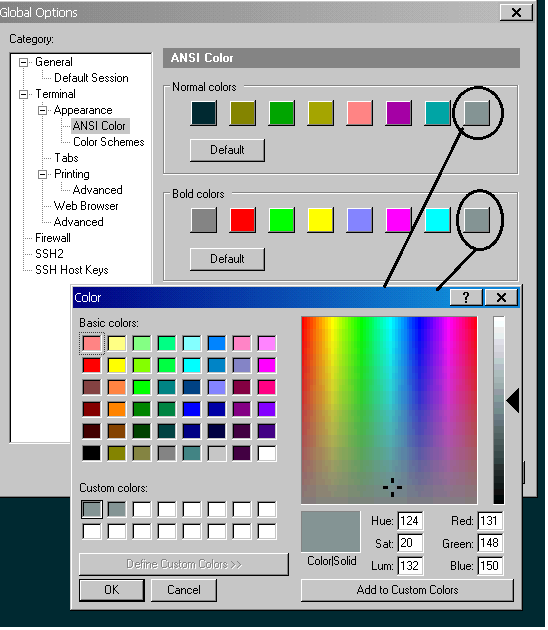 Global Options
Category:
General
Default Session
Terminal
Appearance
ANSI Color
Color Schemes
Tabs
Printing
Advanced
Web Browser
Advanced
Firewall
SSH2
SSH Host Keys
ANSI Color
Normal colors
Default
Bold colors
Default
Color
Basic colors:
Custom colors:
Define Custom Colors >>
OK Cancel
Color|Solid
Hue: 124 Red: 131
Sat: 20 Green: 148
Lum: 132 Blue: 150
Add to Custom Colors